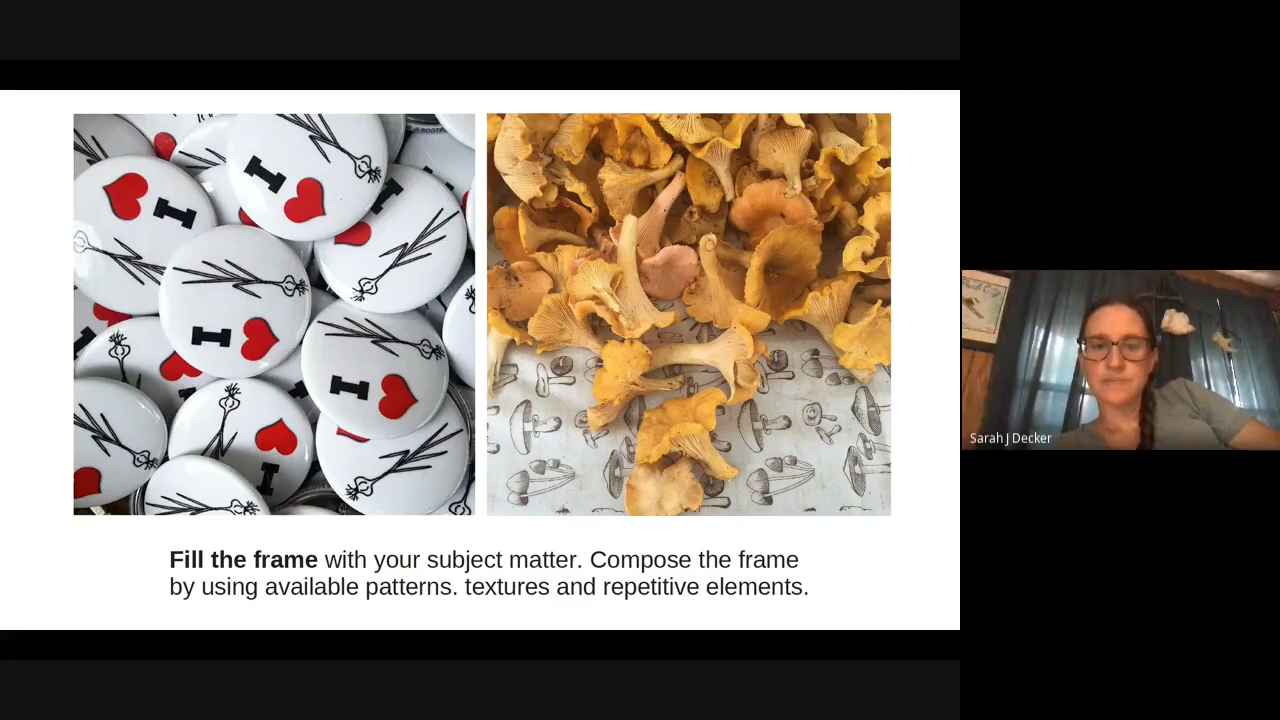 I
I
I
I
I
Fill the frame with your subject matter. Compose the frame
by using available patterns. textures and repetitive elements.
Sarah J Decker